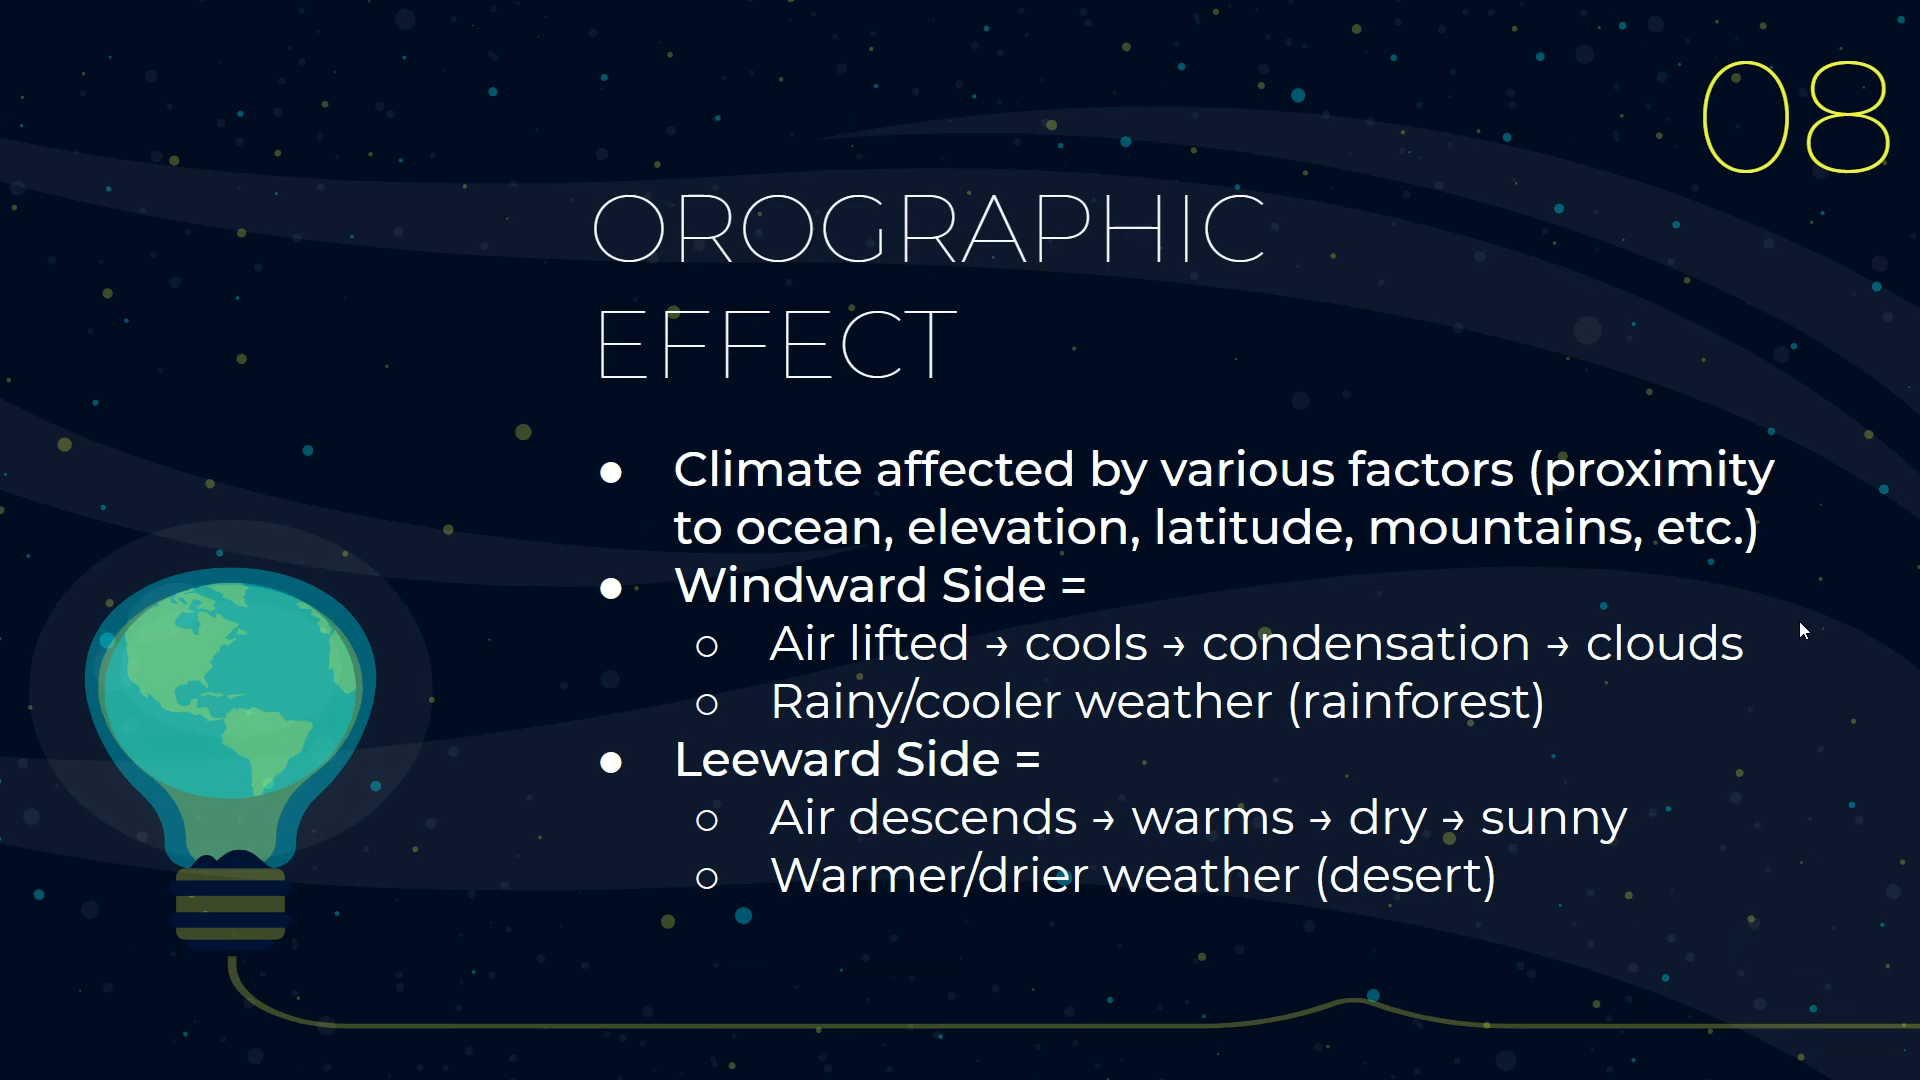 08
OROGRAPHIC
EFFECT
● Climate affected by various factors (proximity
to ocean, elevation, latitude, mountains, etc.)
● Windward Side =
○ Air lifted → cools → condensation → clouds
○ Rainy/cooler weather (rainforest)
● Leeward Side =
○ Air descends → warms → dry → sunny
○ Warmer/drier weather (desert)